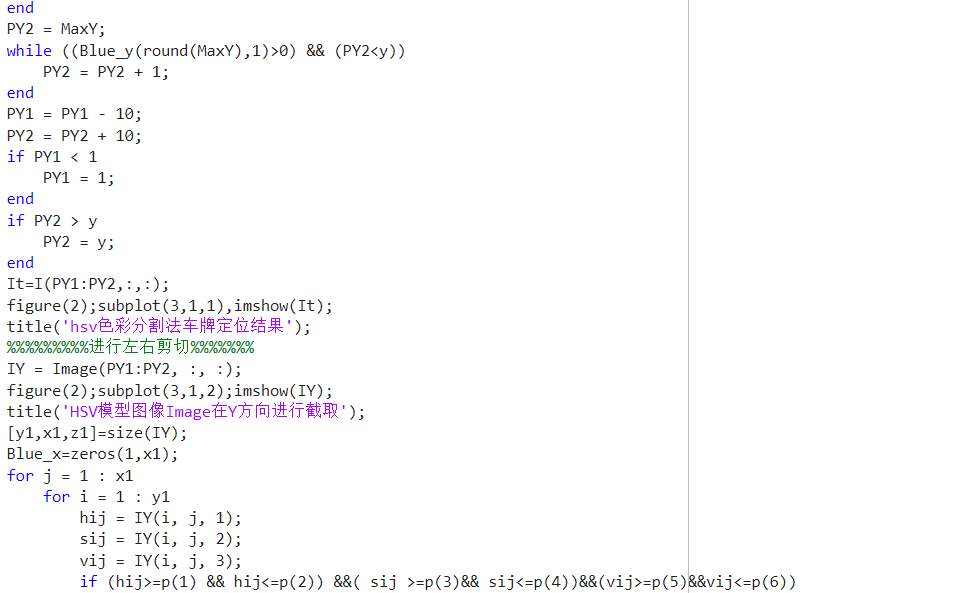 end
PY2 = MaxY;
while ((Blue_y(round(MaxY),1)>0) && (PY2<y))
    PY2 = PY2 + 1;
end
PY1 = PY1 - 10;
PY2 = PY2 + 10;
if PY1 < 1
    PY1 = 1;
end
if PY2 > y
    PY2 = y;
end
It=I(PY1:PY2,:,:);
figure(2);subplot(3,1,1),imshow(It);
title('hsv色彩分割法车牌定位结果');
%%%%%%%%%进行左右剪切%%%%%%%
IY = Image(PY1:PY2, :, :);
figure(2);subplot(3,1,2);imshow(IY);
title('HSV模型图像Image在Y方向进行截取');
[y1,x1,z1]=size(IY);
Blue_x=zeros(1,x1);
for j = 1 : x1
    for i = 1 : y1
        hij = IY(i, j, 1);
        sij = IY(i, j, 2);
        vij = IY(i, j, 3);
        if (hij>=p(1) && hij<=p(2)) &&( sij >=p(3)&& sij<=p(4))&&(vij>=p(5)&&vij<=p(6))